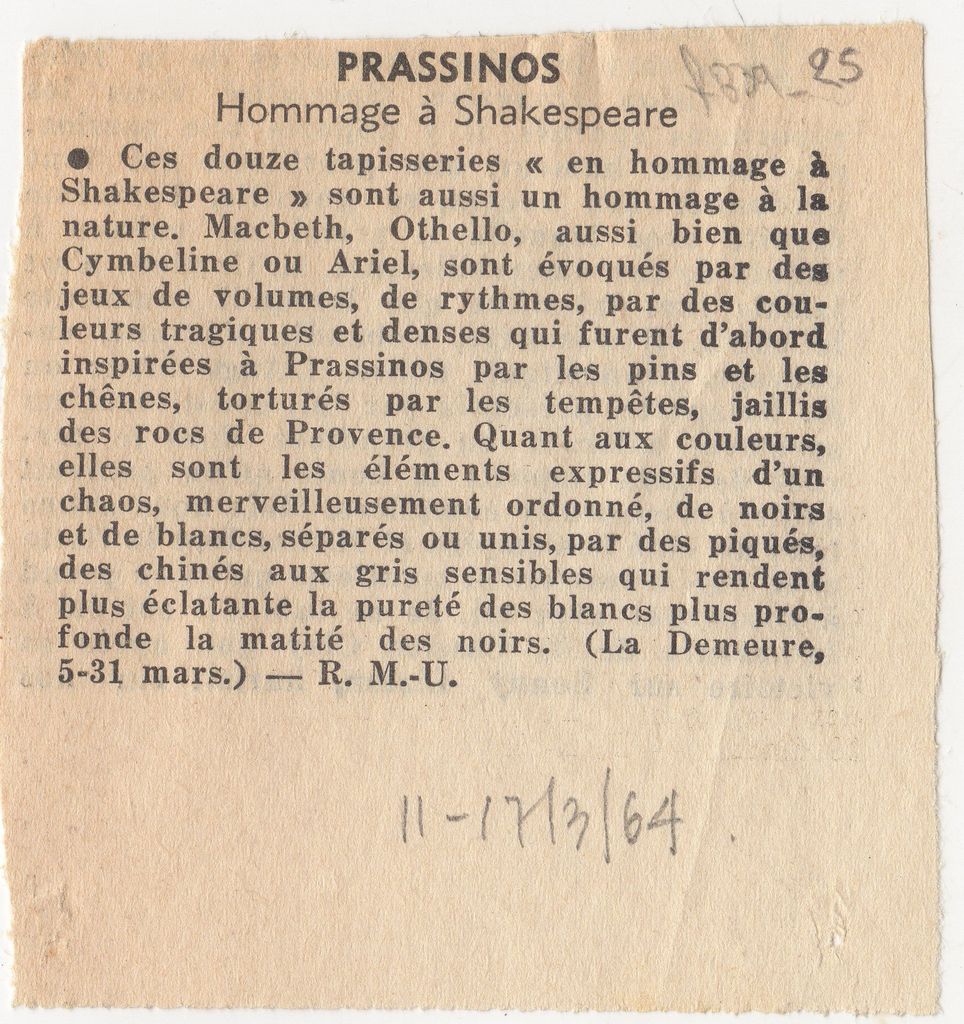 PRASSINOS
25
Hommage à Shakespeare
● Ces douze tapisseries « en hommage à
Shakespeare » sont aussi un hommage à la
nature. Macbeth, Othello, aussi bien que
Cymbeline ou Ariel, sont évoqués par des
jeux de volumes, de rythmes, par des cou-
leurs tragiques et denses qui furent d'abord
inspirées à Prassinos par les pins et les
chênes, torturés par les tempêtes, jaillis
des rocs de Provence. Quant aux couleurs,
elles sont les éléments expressifs d'un
chaos, merveilleusement ordonné, de noirs
et de blancs, séparés ou unis, par des piqués,
des chinés aux gris sensibles qui rendent
plus éclatante la pureté des blancs plus pro-
fonde la matité des noirs. (La Demeure,
5-31 mars.) — R. M.-U.
11-17/3/64